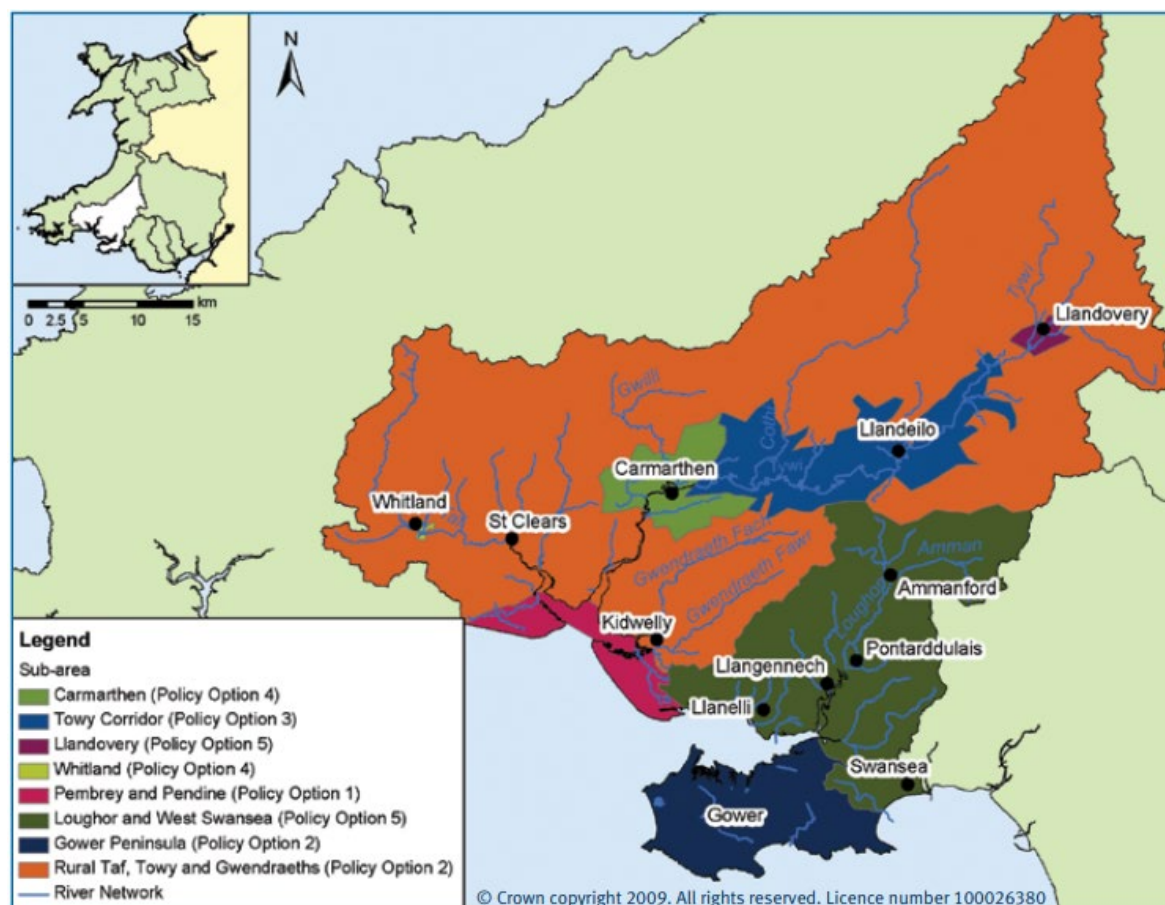 N
km
0 2.5 5 10 15
Tywi
Llandovery
Gwili
Cothi
Llandeilo
Carmarthen
Tywi
Whitland
Taf
St Clears
Gwendraeth Fach
Gwendraeth Fawr
Amman
Ammanford
Loughor
Kidwelly
Pontarddulais
Llangennech
Llanelli
Swansea
Gower
Legend
Sub-area
Carmarthen (Policy Option 4)
Towy Corridor (Policy Option 3)
Llandovery (Policy Option 5)
Whitland (Policy Option 4)
Pembrey and Pendine (Policy Option 1)
Loughor and West Swansea (Policy Option 5)
Gower Peninsula (Policy Option 2)
Rural Taf, Towy and Gwendraeths (Policy Option 2)
River Network
© Crown copyright 2009. All rights reserved. Licence number 100026380